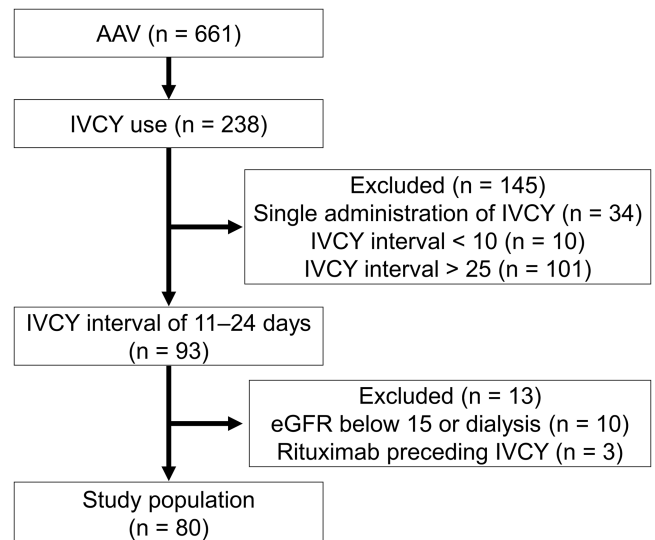 AAV (n = 661)
IVCY use (n = 238)
Excluded (n = 145)
Single administration of IVCY (n = 34)
IVCY interval < 10 (n = 10)
IVCY interval > 25 (n = 101)
IVCY interval of 11–24 days
(n = 93)
Excluded (n = 13)
eGFR below 15 or dialysis (n = 10)
Rituximab preceding IVCY (n = 3)
Study population
(n = 80)